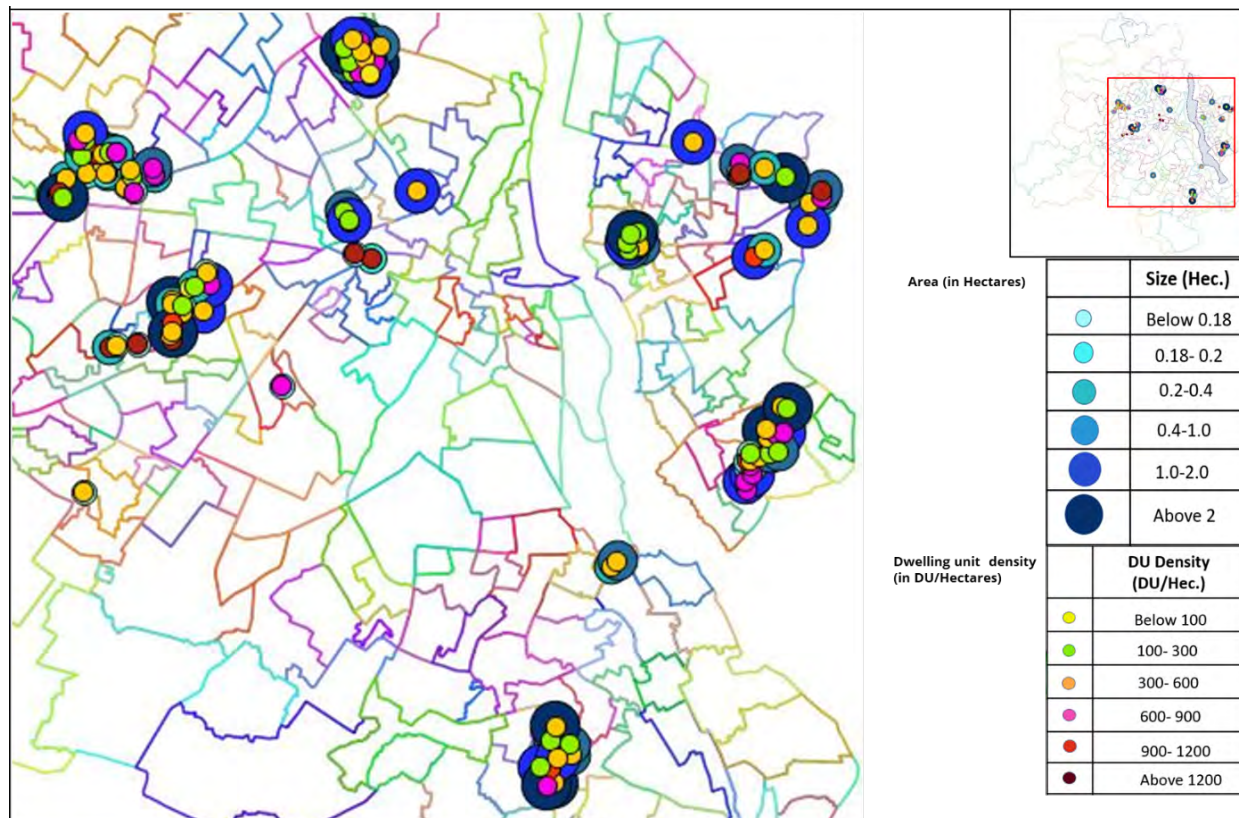 Area (in Hectares)
Size (Hec.)
Below 0.18
0.18- 0.2
0.2-0.4
0.4-1.0
1.0-2.0
Above 2
Dwelling unit density
(in DU/Hectares)
DU Density
(DU/Hec.)
Below 100
100- 300
300- 600
600- 900
900- 1200
Above 1200